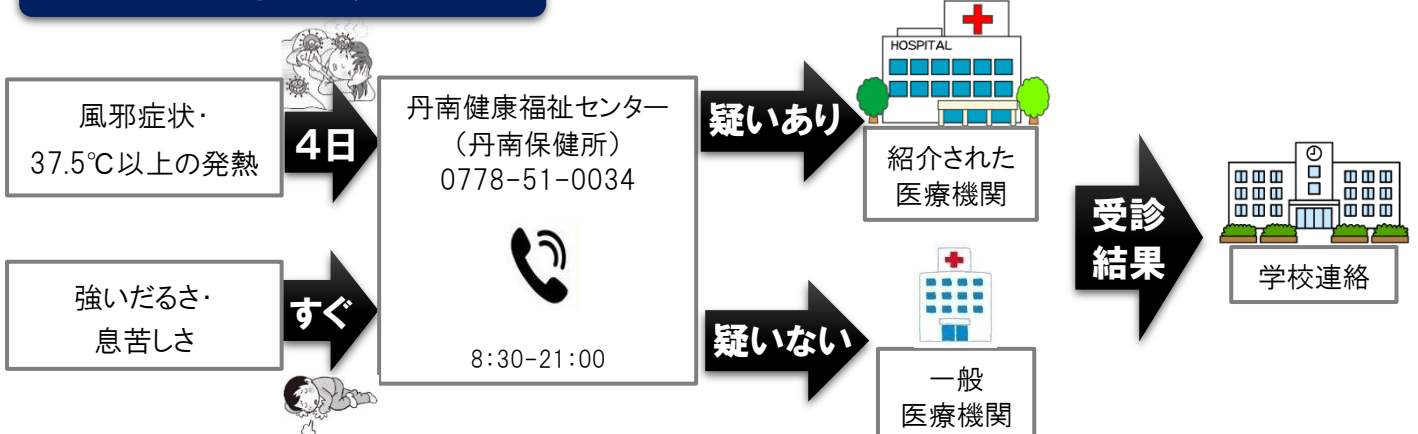 風邪症状・
37.5℃以上の発熱
4日
強いだるさ・
息苦しさ
すぐ
丹南健康福祉センター
（丹南保健所）
0778-51-0034
8:30-21:00
疑いあり
HOSPITAL
紹介された
医療機関
疑いない
一般
医療機関
受診
結果
学校連絡